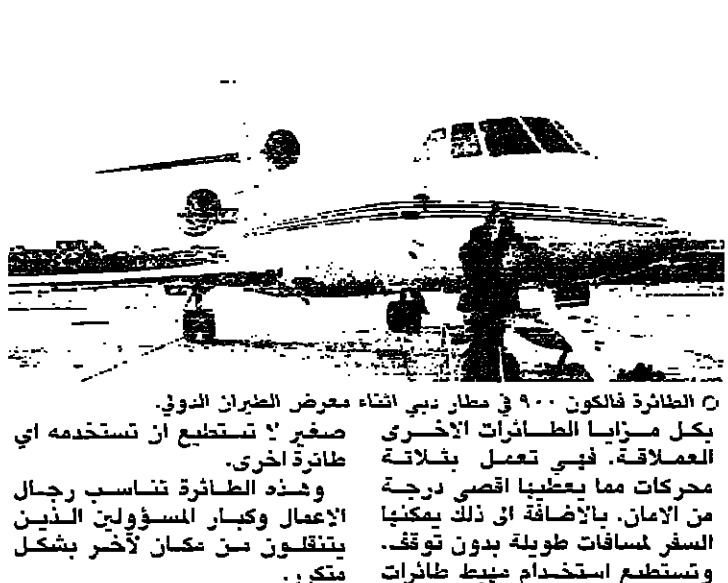 ○ الطائرة فالكون ٩٠٠ في مطار دبي اثناء معرض الطيران الدولي.
بكل مزايا الطائرات الاخرى
العملاقة. فهي تعمل بثلاثة
محركات مما يعطيها اقصى درجة
من الامان. بالاضافة الى ذلك يمكنها
السفر لمسافات طويلة بدون توقف.
وتستطيع استخدام مهبط طائرات
صغير لا تستطيع ان تستخدمه اي
طائرة اخرى.
وهذه الطائرة تناسب رجال
الاعمال وكبار المسؤولين الذين
يتنقلون من مكان لآخر بشكل
متكرر.